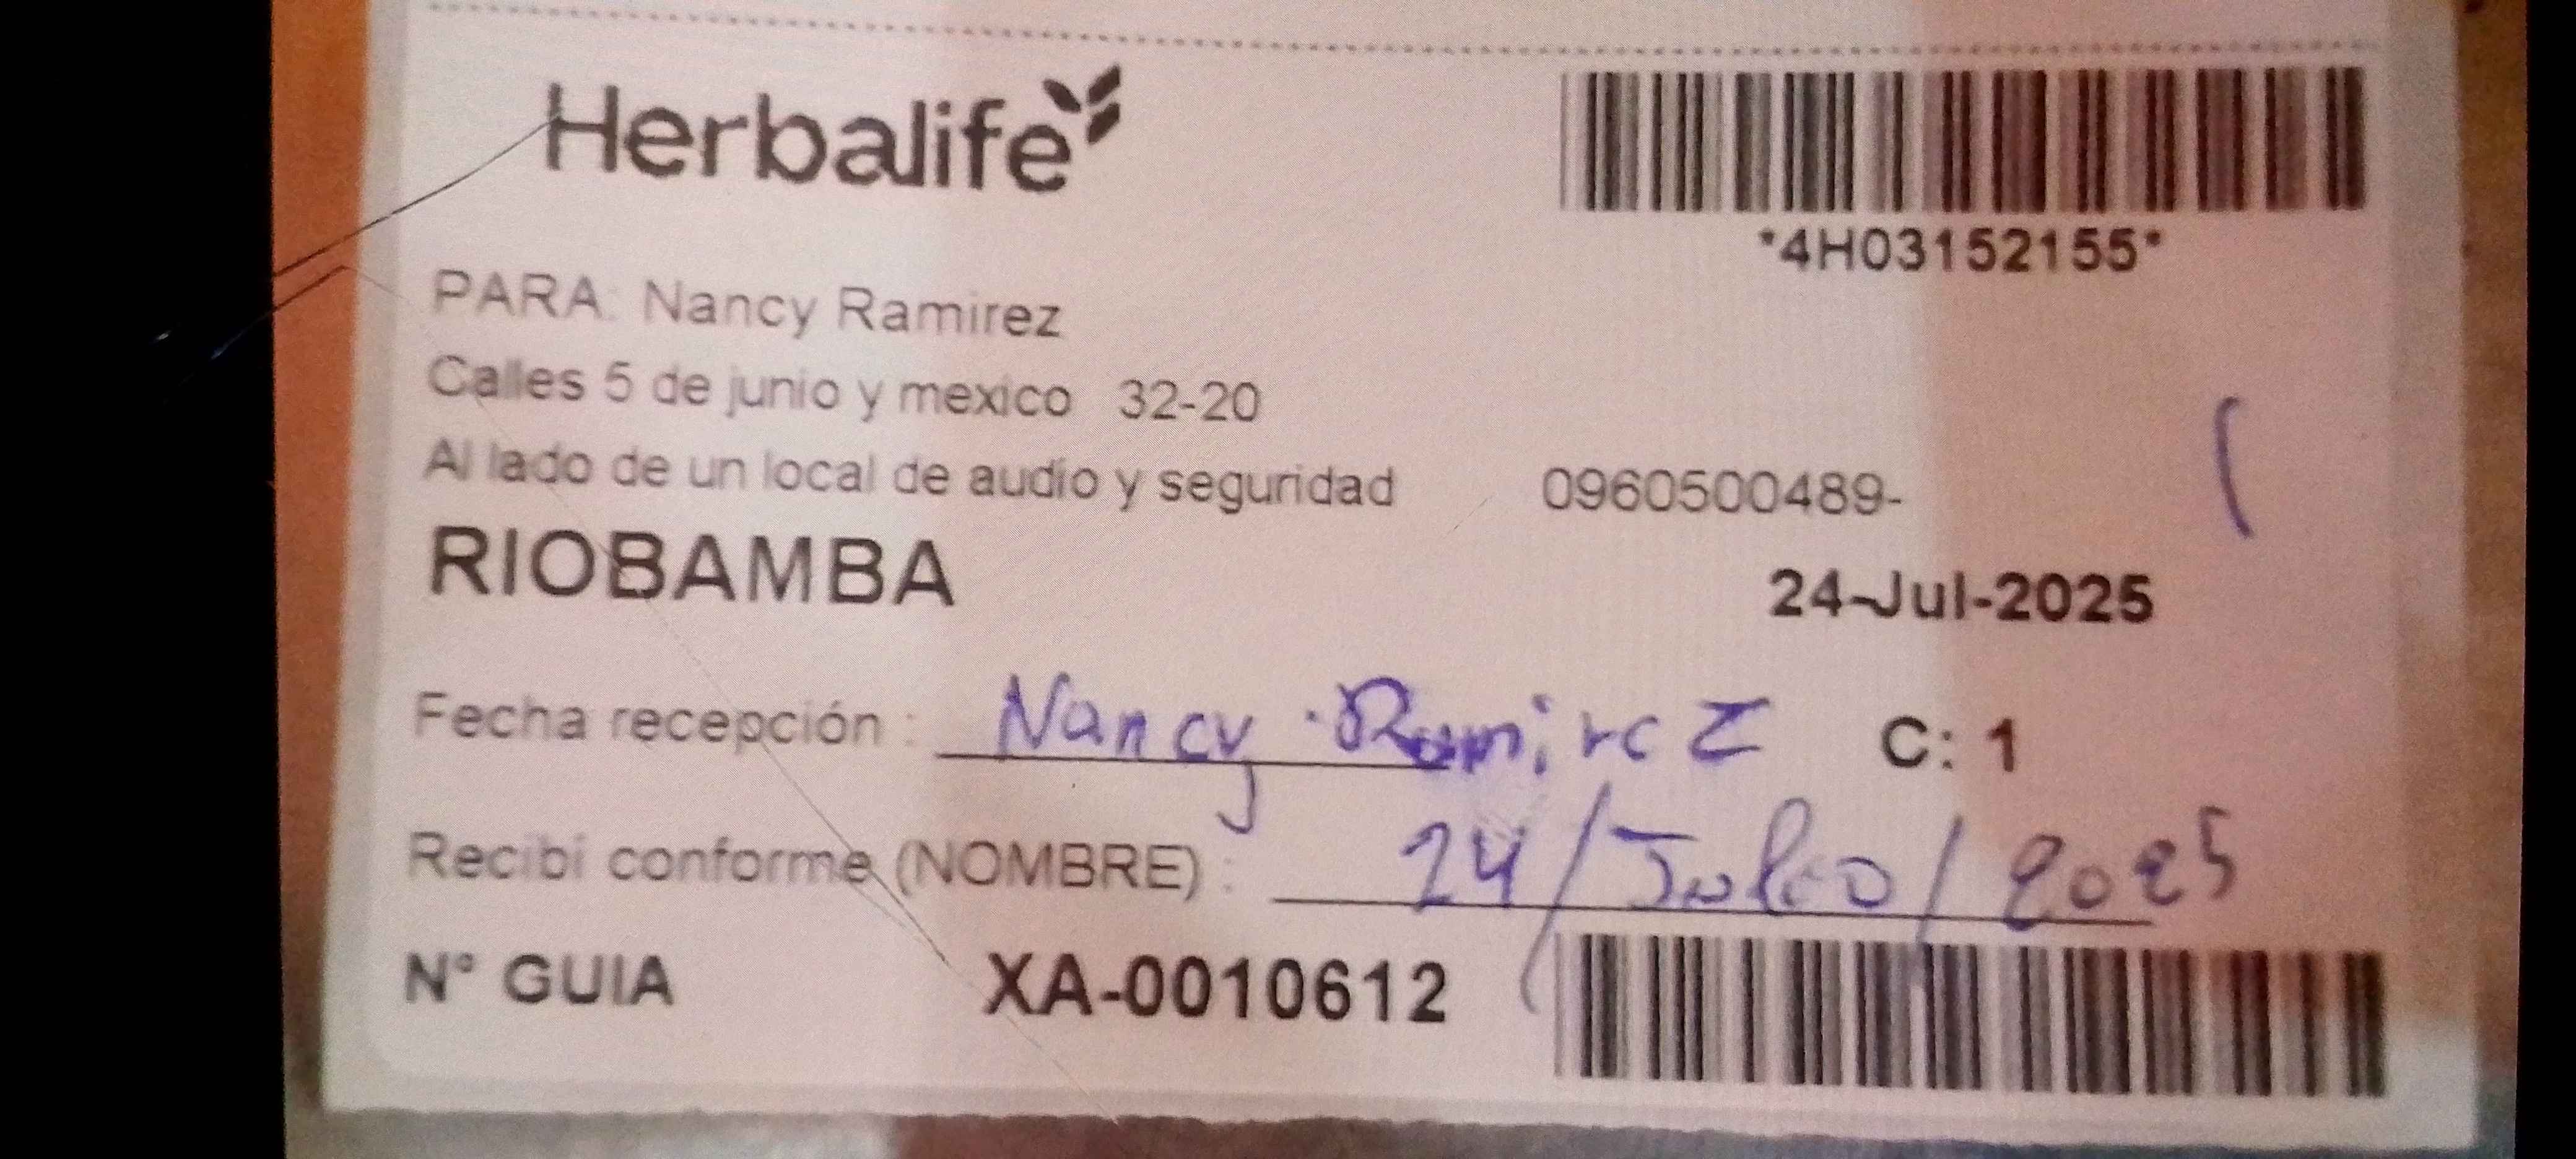 Herbalife
*4H03152155*
PARA: Nancy Ramirez
Calles 5 de junio y mexico 32-20
Al lado de un local de audio y seguridad 0960500489-
RIOBAMBA 24-Jul-2025
Fecha recepción : Nancy Ramirez C: 1
Recibí conforme (NOMBRE) : 24/Julio/2025
N° GUIA XA-0010612